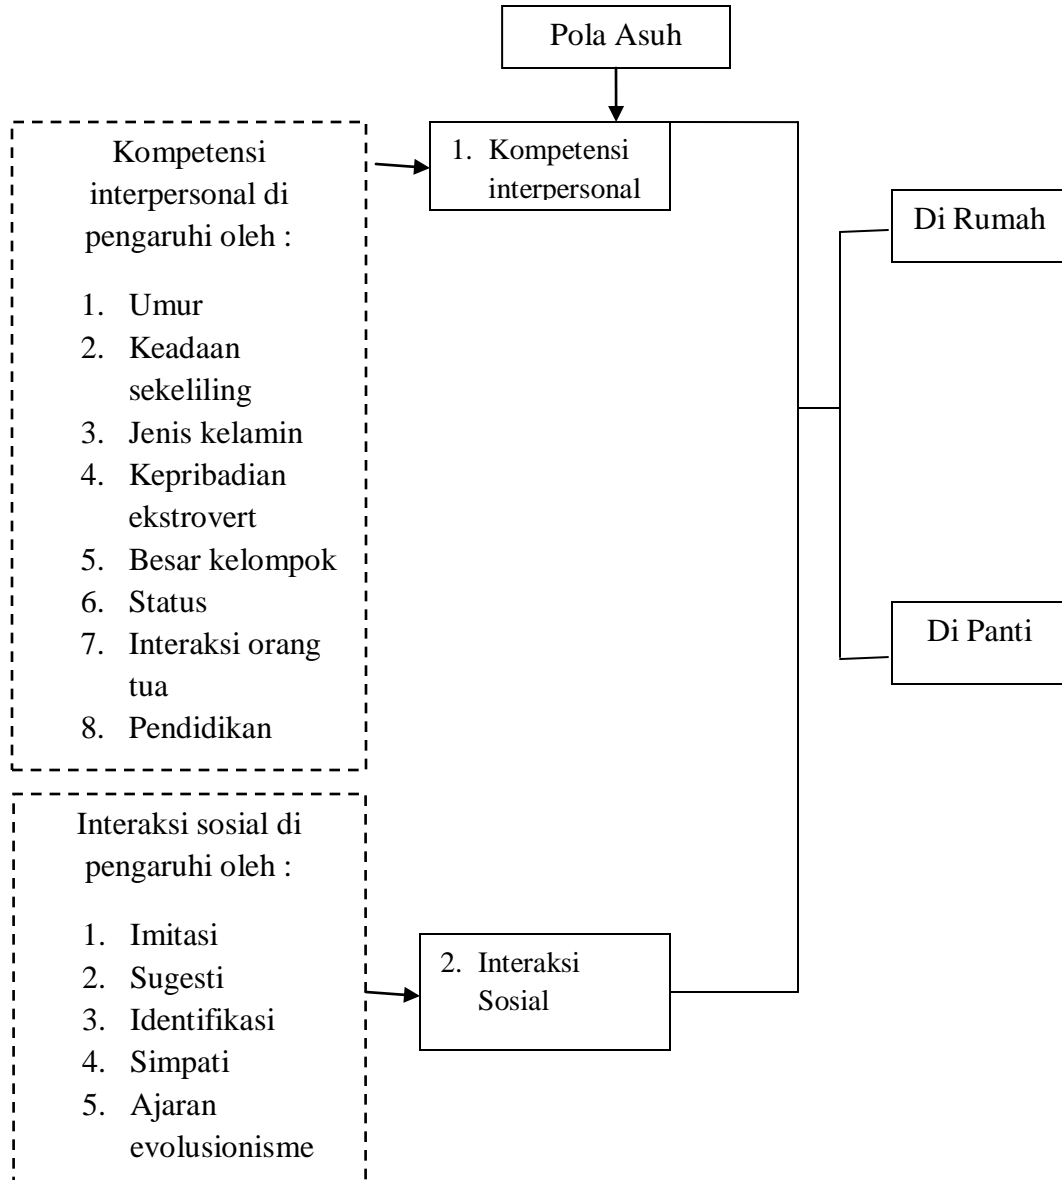 Pola Asuh
Kompetensi
interpersonal di
pengaruhi oleh :
1. Umur
2. Keadaan
sekeliling
3. Jenis kelamin
4. Kepribadian
ekstrovert
5. Besar kelompok
6. Status
7. Interaksi orang
tua
8. Pendidikan
1. Kompetensi
interpersonal
Di Rumah
Di Panti
Interaksi sosial di
pengaruhi oleh :
1. Imitasi
2. Sugesti
3. Identifikasi
4. Simpati
5. Ajaran
evolusionisme
2. Interaksi
Sosial